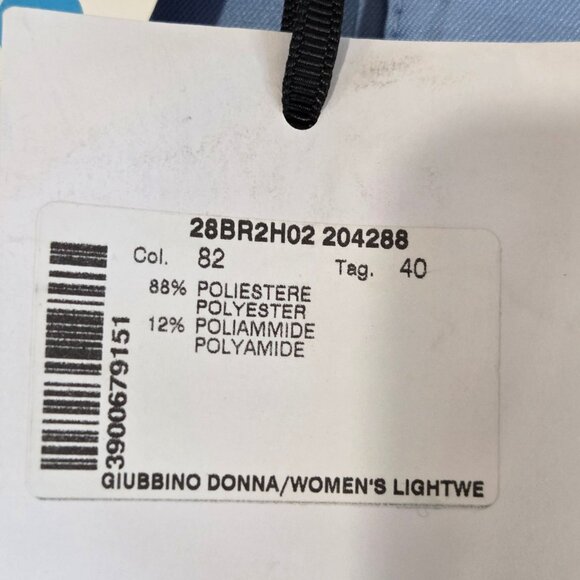 28BR2H02 204288
Col. 82 Tag. 40
88% POLIESTERE
POLYESTER
12% POLIAMMIDE
POLYAMIDE
3900679151
GIUBBINO DONNA/WOMEN'S LIGHTWE